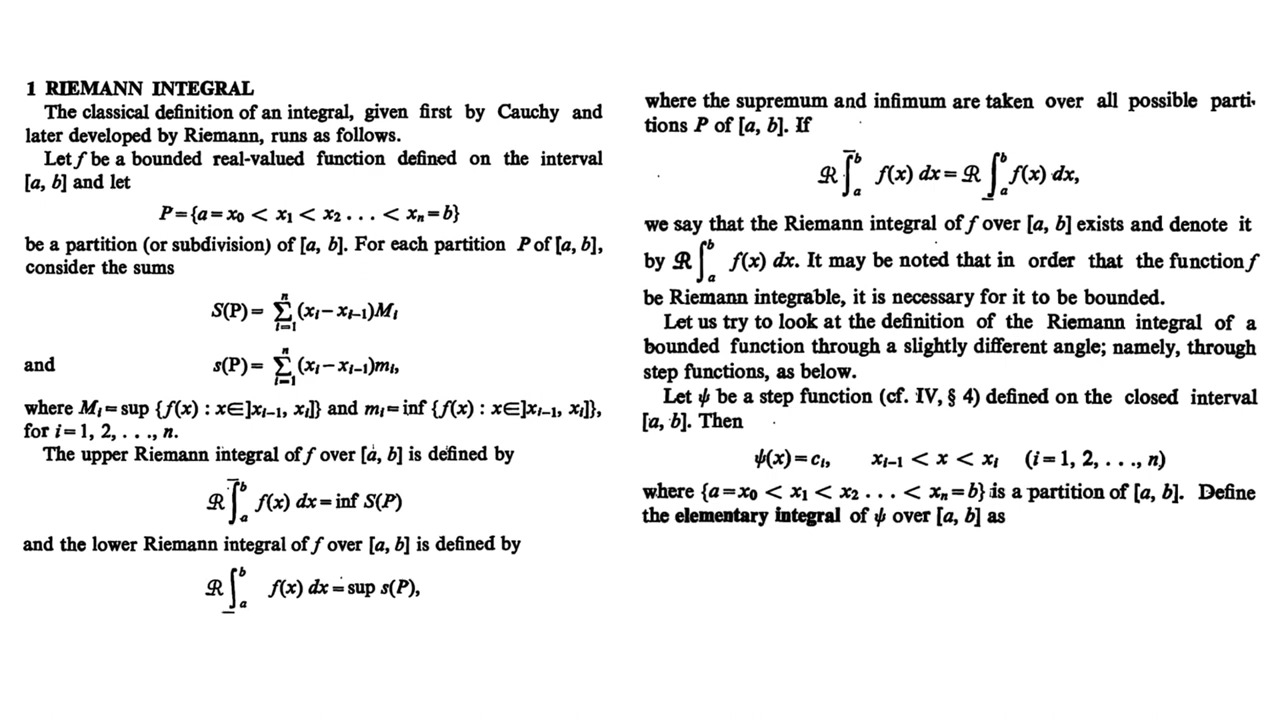 1 RIEMANN INTEGRAL
The classical definition of an integral, given first by Cauchy and
later developed by Riemann, runs as follows.
Let f be a bounded real-valued function defined on the interval
[a, b] and let
P={a=x₀ < x₁ < x₂ . . . < xₙ=b}
be a partition (or subdivision) of [a, b]. For each partition P of [a, b],
consider the sums
S(P)= ∑ⁿᵢ₌₁ (xᵢ−xᵢ₋₁)Mᵢ
and s(P)= ∑ⁿᵢ₌₁ (xᵢ−xᵢ₋₁)mᵢ,
where Mᵢ=sup {f(x) : x∈]xᵢ₋₁, xᵢ]} and mᵢ=inf {f(x) : x∈]xᵢ₋₁, xᵢ]},
for i=1, 2, . . ., n.
The upper Riemann integral of f over [a, b] is defined by
ℛ ∫̅ₐᵇ f(x) dx=inf S(P)
and the lower Riemann integral of f over [a, b] is defined by
ℛ ∫̲ₐᵇ f(x) dx=sup s(P),
where the supremum and infimum are taken over all possible parti-
tions P of [a, b]. If
ℛ ∫̅ₐᵇ f(x) dx=ℛ ∫̲ₐᵇ f(x) dx,
we say that the Riemann integral of f over [a, b] exists and denote it
by ℛ ∫ₐᵇ f(x) dx. It may be noted that in order that the function f
be Riemann integrable, it is necessary for it to be bounded.
Let us try to look at the definition of the Riemann integral of a
bounded function through a slightly different angle; namely, through
step functions, as below.
Let ψ be a step function (cf. IV, § 4) defined on the closed interval
[a, b]. Then
ψ(x)=cᵢ, xᵢ₋₁ < x < xᵢ (i=1, 2, . . ., n)
where {a=x₀ < x₁ < x₂ . . . < xₙ=b} is a partition of [a, b]. Define
the elementary integral of ψ over [a, b] as